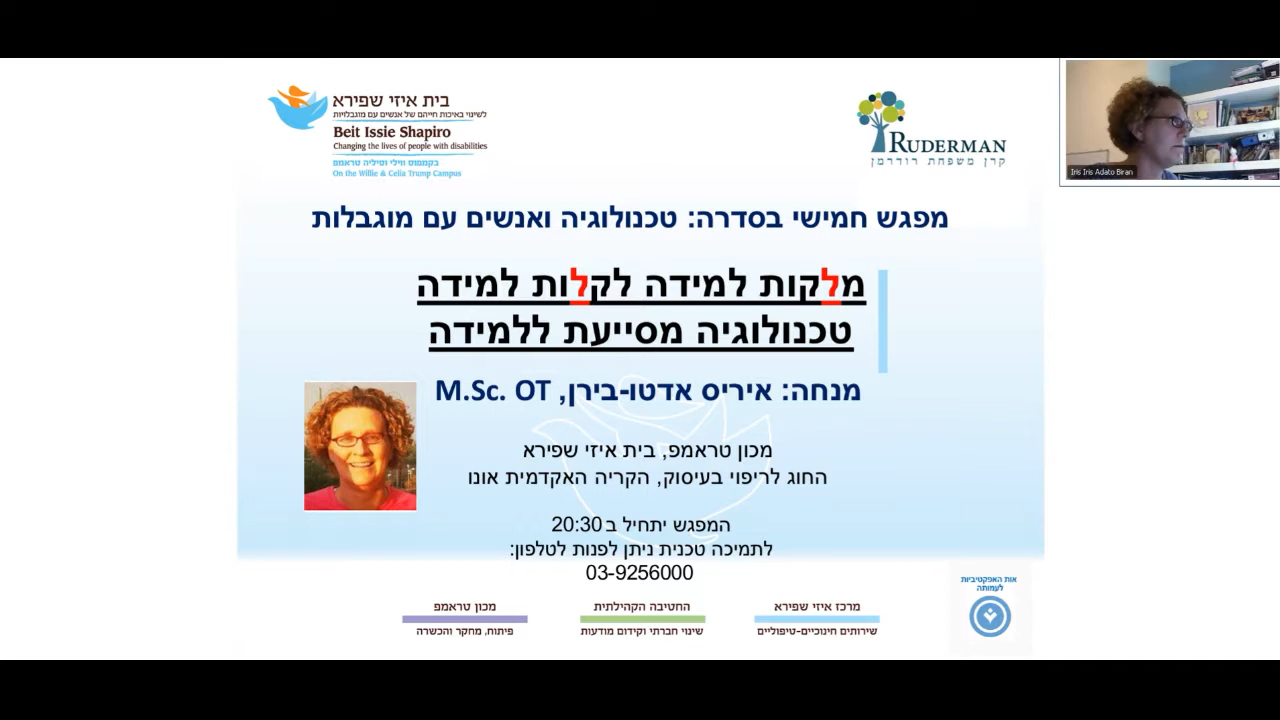 בית איזי שפירא
לשינוי באיכות חייהם של אנשים עם מוגבלויות
Beit Issie Shapiro
Changing the lives of people with disabilities
בקמפוס ווילי וסיליה טראמפ
On the Willie & Celia Trump Campus
RUDERMAN
קרן משפחת רודרמן
Iris Iris Adato Biran
מפגש חמישי בסדרה: טכנולוגיה ואנשים עם מוגבלות
מלקות למידה לקלות למידה
טכנולוגיה מסייעת ללמידה
מנחה: איריס אדטו-בירן, M.Sc. OT
מכון טראמפ, בית איזי שפירא
החוג לריפוי בעיסוק, הקריה האקדמית אונו
המפגש יתחיל ב 20:30
לתמיכה טכנית ניתן לפנות לטלפון:
03-9256000
אות האפקטיביות
לעמותה
מרכז איזי שפירא
שירותים חינוכיים-טיפוליים
החטיבה הקהילתית
שינוי חברתי וקידום מודעות
מכון טראמפ
פיתוח, מחקר והכשרה